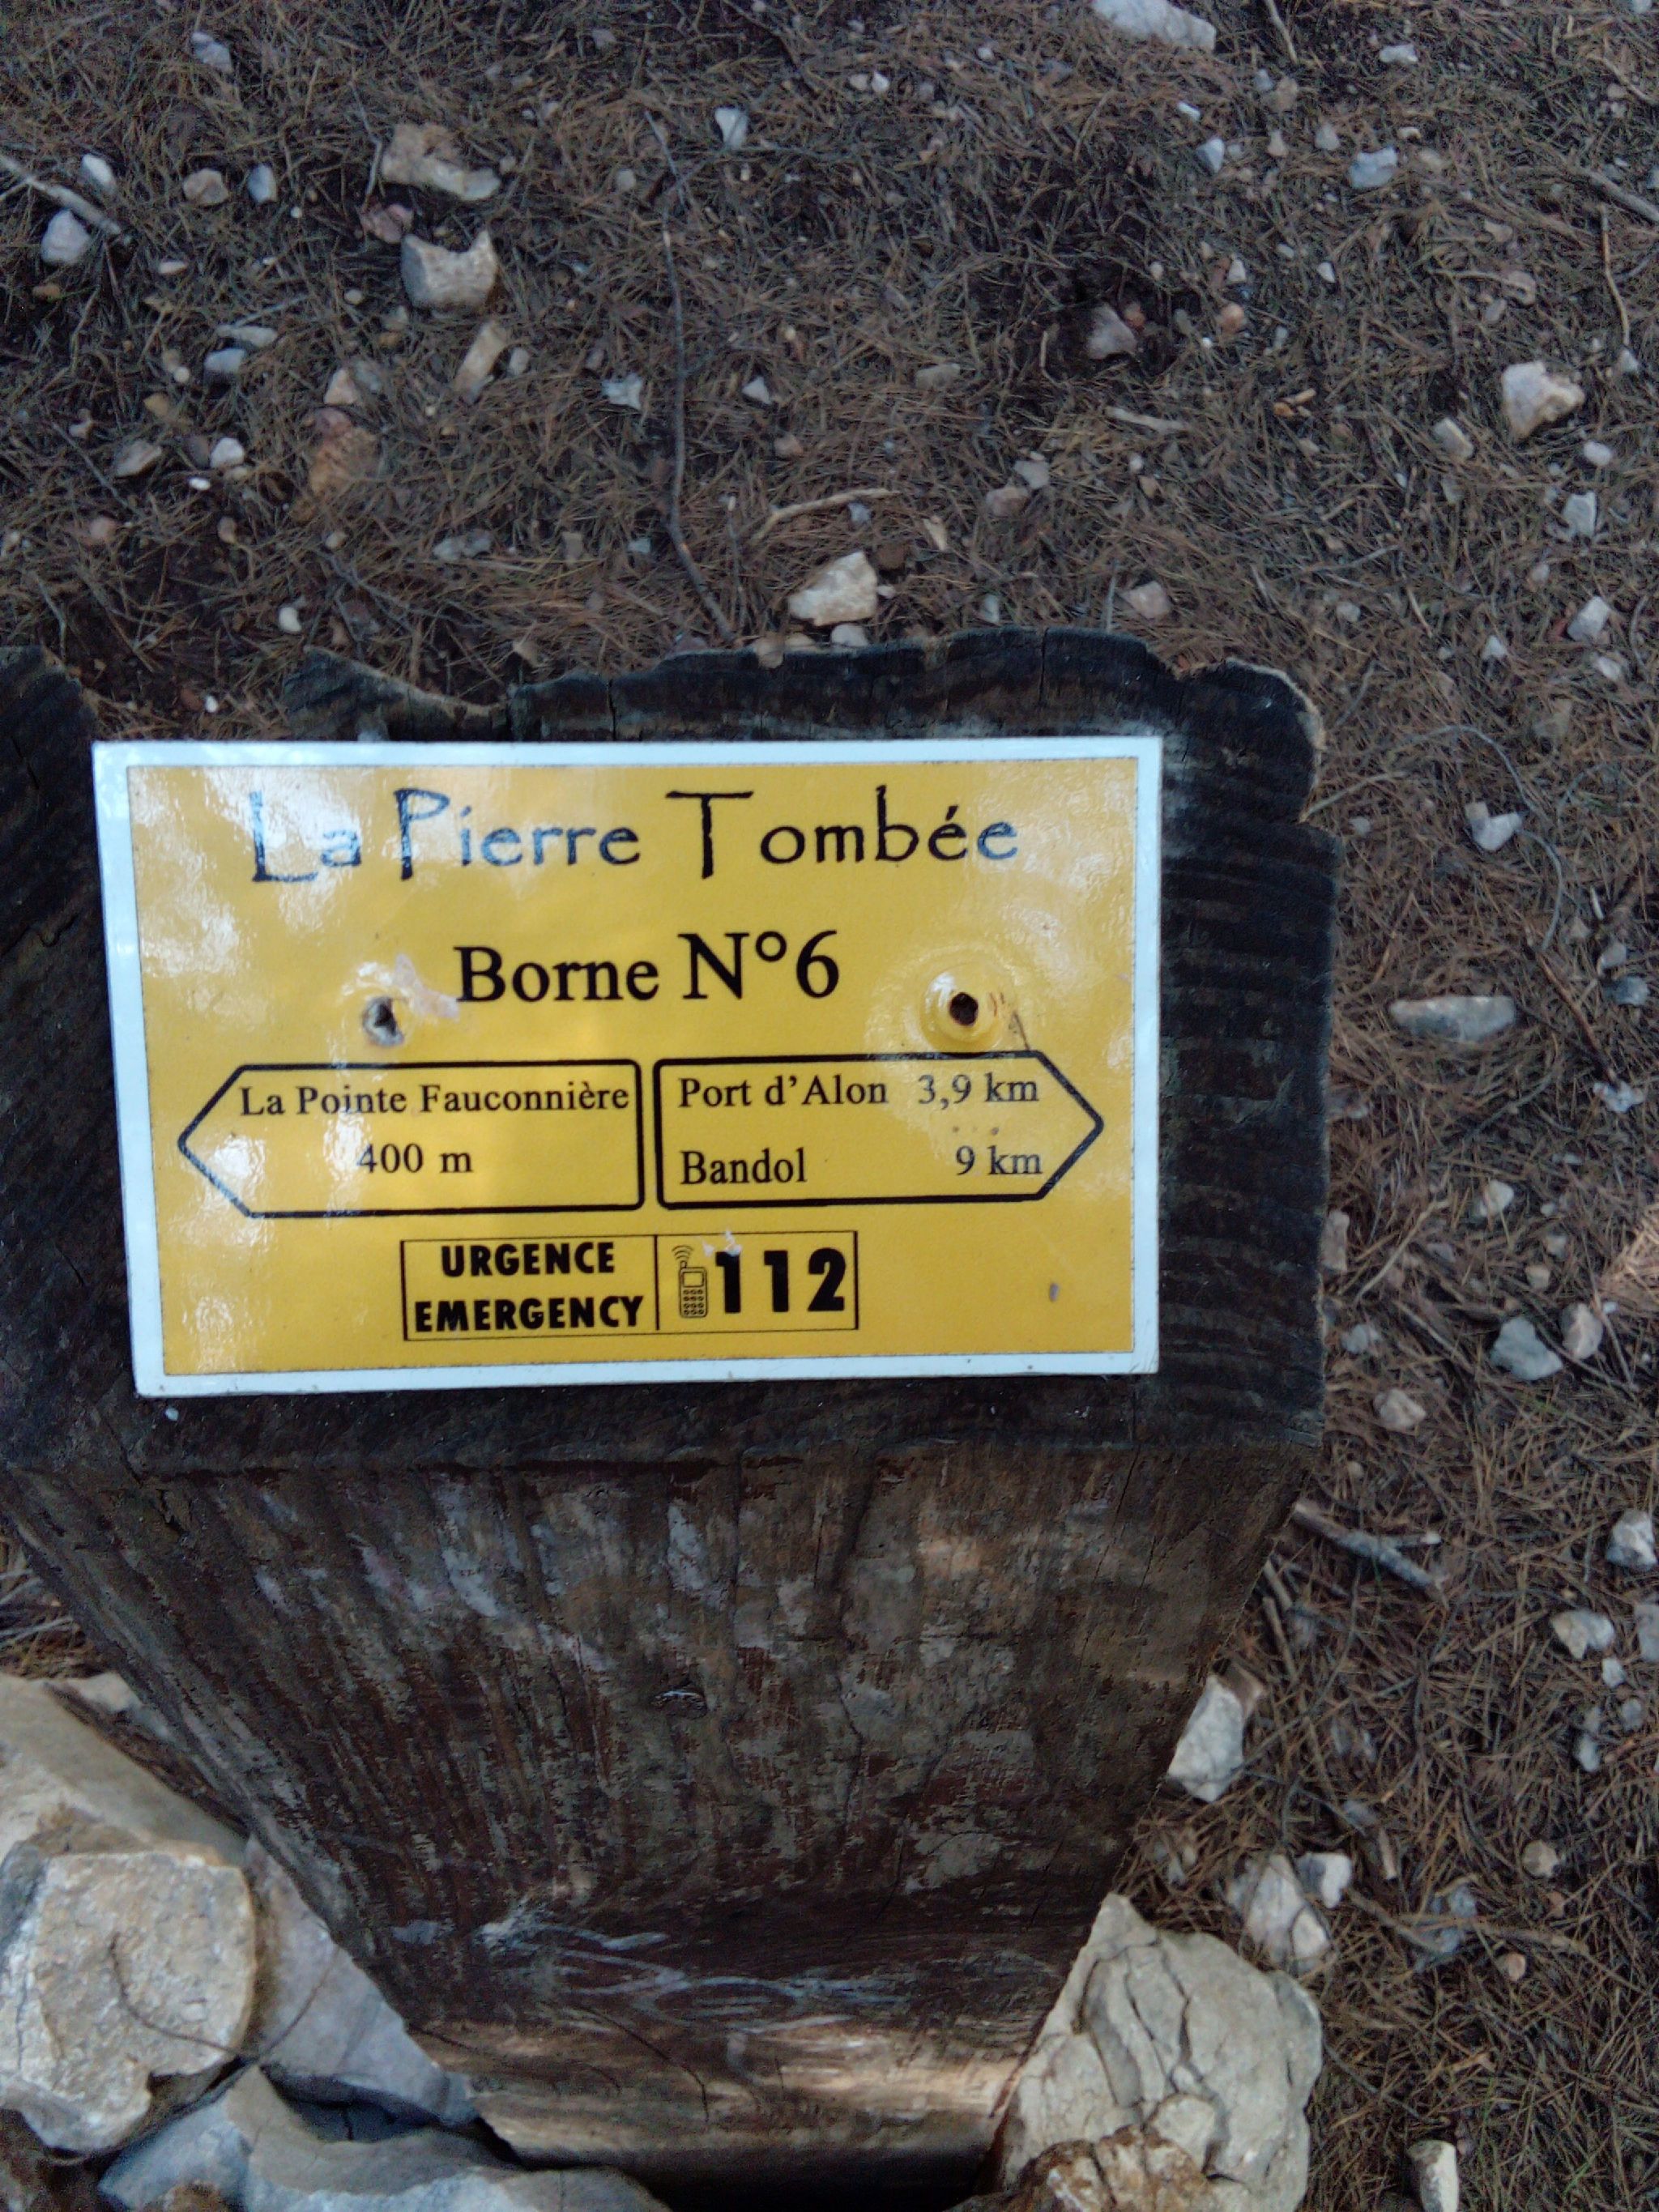 La Pierre Tombée
Borne N°6
La Pointe Fauconnière
400 m
Port d'Alon 3,9 km
Bandol 9 km
URGENCE
EMERGENCY
112